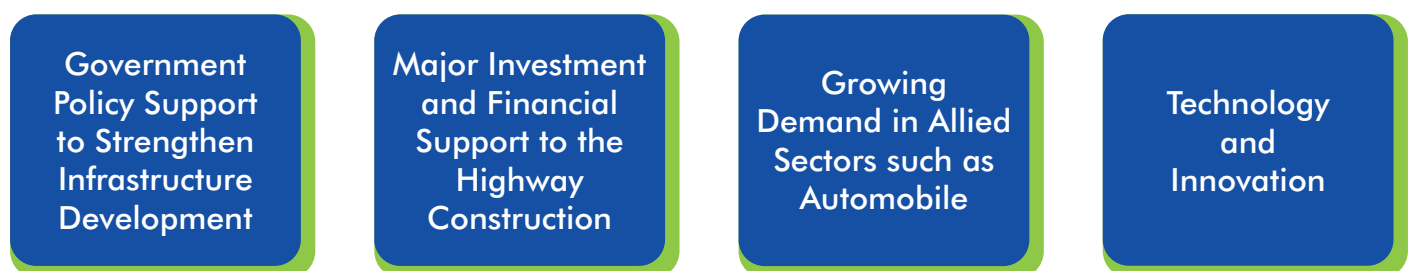 Government
Policy Support
to Strengthen
Infrastructure
Development
Major Investment
and Financial
Support to the
Highway
Construction
Growing
Demand in Allied
Sectors such as
Automobile
Technology
and
Innovation